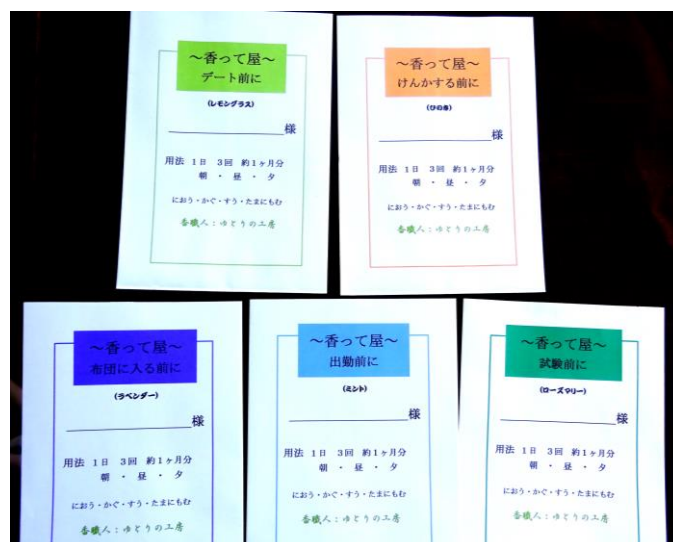 ～香って屋～
デート前に
(レモングラス)
様
用法 1日 3回 約1ヶ月分
朝 ・ 昼 ・ 夕
におう・かぐ・すう・たまにもむ
香職人：ゆとりの工房
～香って屋～
けんかする前に
(ひの香)
様
用法 1日 3回 約1ヶ月分
朝 ・ 昼 ・ 夕
におう・かぐ・すう・たまにもむ
香職人：ゆとりの工房
～香って屋～
布団に入る前に
(ラベンダー)
様
用法 1日 3回 約1ヶ月分
朝 ・ 昼 ・ 夕
におう・かぐ・すう・たまにもむ
香職人：ゆとりの工房
～香って屋～
出勤前に
(ミント)
様
用法 1日 3回 約1ヶ月分
朝 ・ 昼 ・ 夕
におう・かぐ・すう・たまにもむ
香職人：ゆとりの工房
～香って屋～
試験前に
(ローズマリー)
様
用法 1日 3回 約1ヶ月分
朝 ・ 昼 ・ 夕
におう・かぐ・すう・たまにもむ
香職人：ゆとりの工房